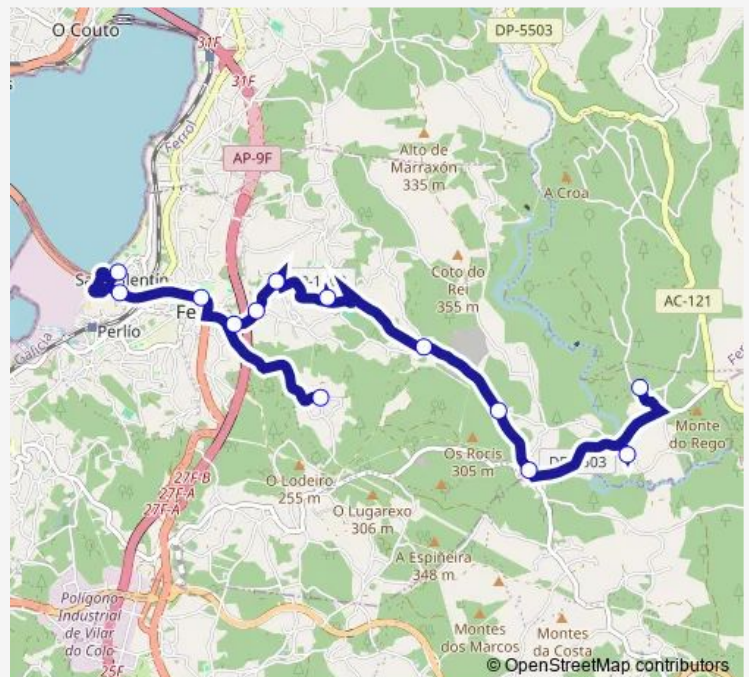 O Couto
DP-5503
31F
31F
Ferrol
AP-9F
Alto de
Marraxón
335 m
A Croa
Coto do
Rei
355 m
AC-121
Perlío
Galicia
Os Rocis
305 m
Monte
do Rego
O Lodeiro
255 m
27F-B
27F-A
27F-A
O Lugarexo
306 m
A Espiñeira
348 m
Polígono
Industrial
de Vilar
do Colo
25F
Montes
dos Marcos
Montes
da Costa
© OpenStreetMap contributors